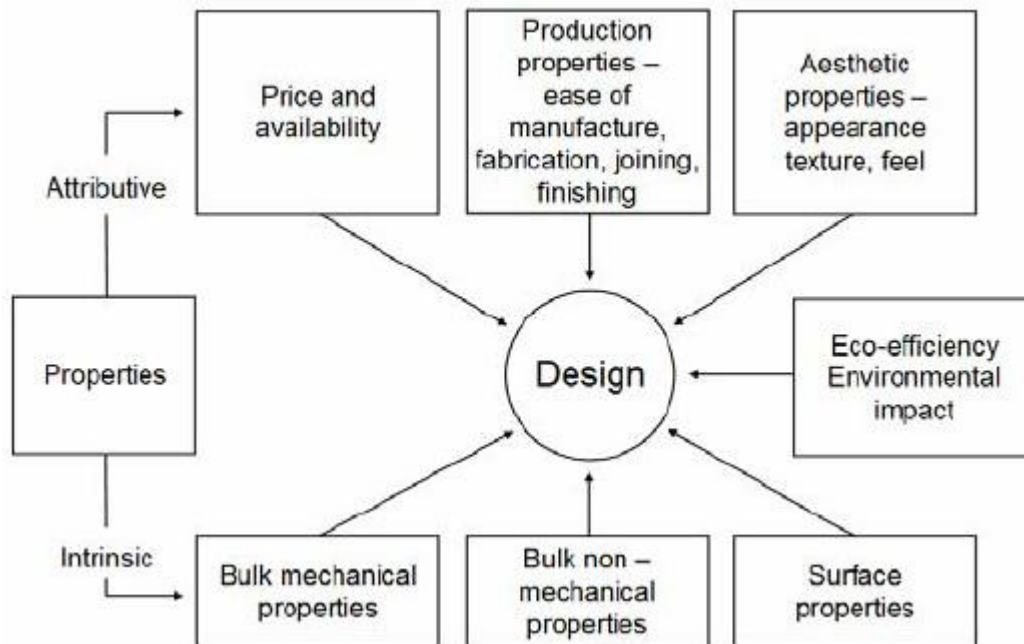 Price and
availability
Production
properties –
ease of
manufacture,
fabrication, joining,
finishing
Aesthetic
properties –
appearance
texture, feel
Attributive
Properties
Design
Eco-efficiency
Environmental
impact
Intrinsic
Bulk mechanical
properties
Bulk non –
mechanical
properties
Surface
properties